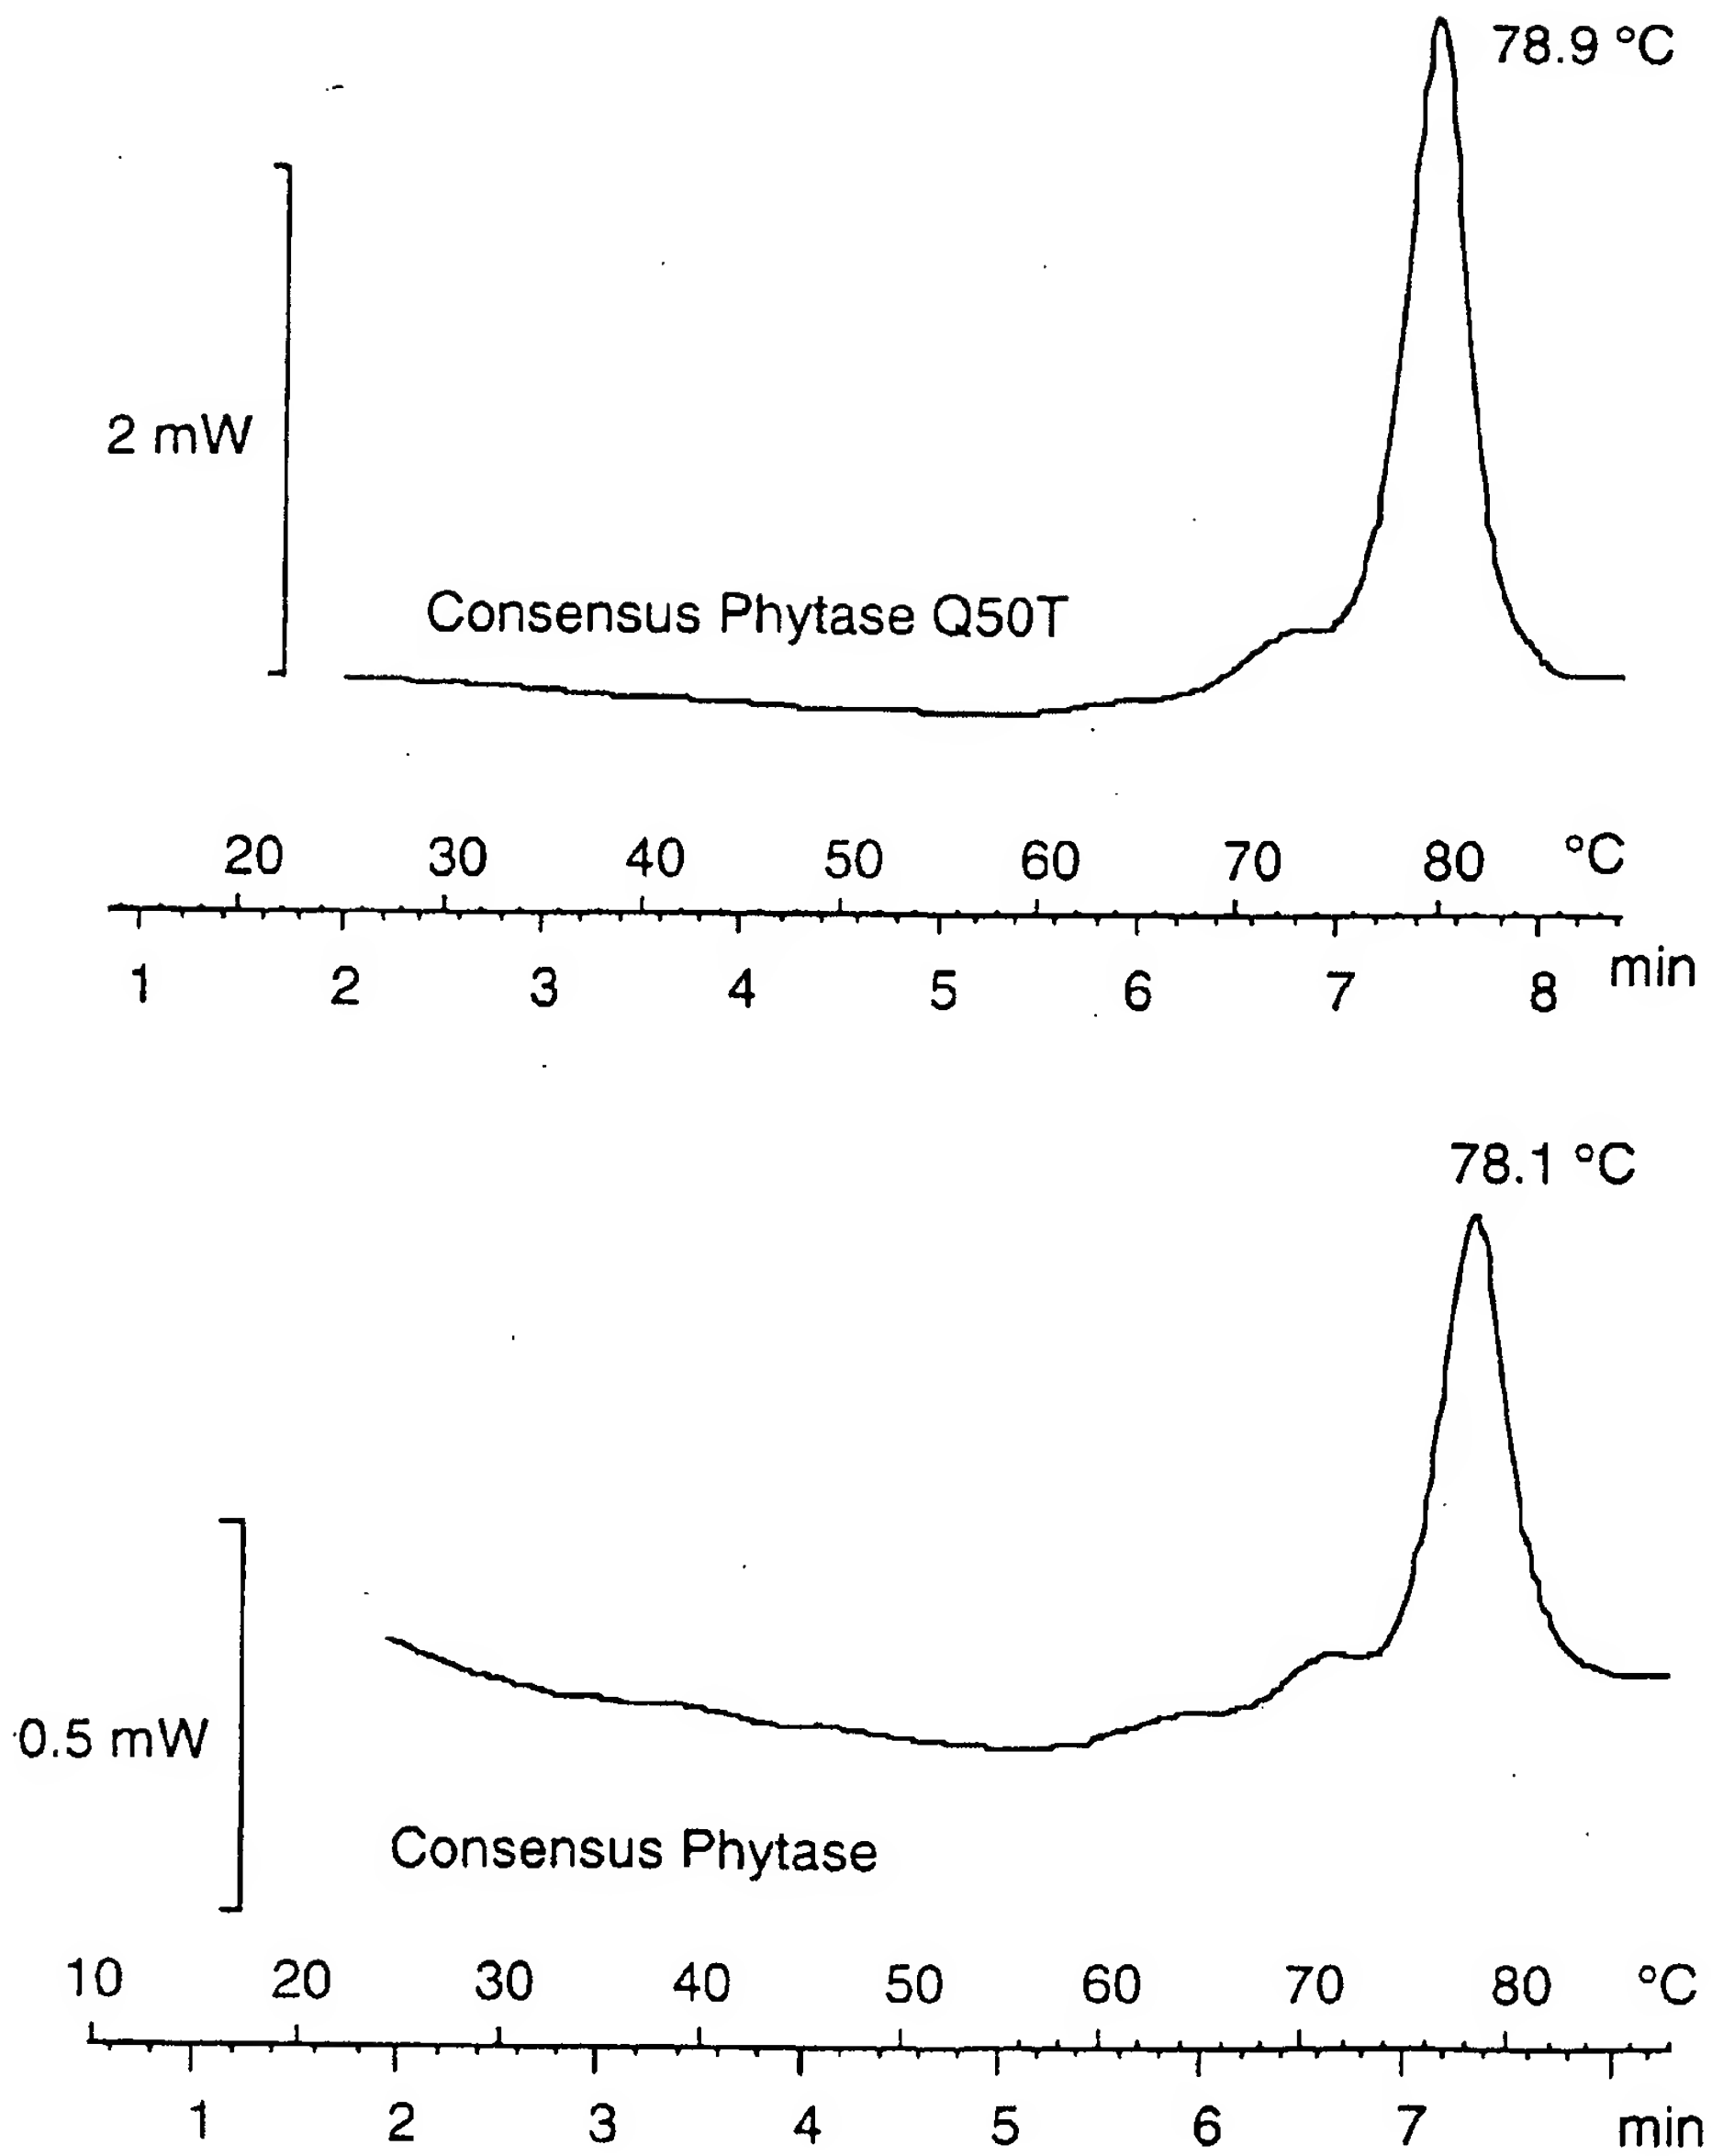 78.9 °C
2 mW
Consensus Phytase Q50T
20 30 40 50 60 70 80 °C
1 2 3 4 5 6 7 8 min
78.1 °C
0.5 mW
Consensus Phytase
10 20 30 40 50 60 70 80 °C
1 2 3 4 5 6 7 min